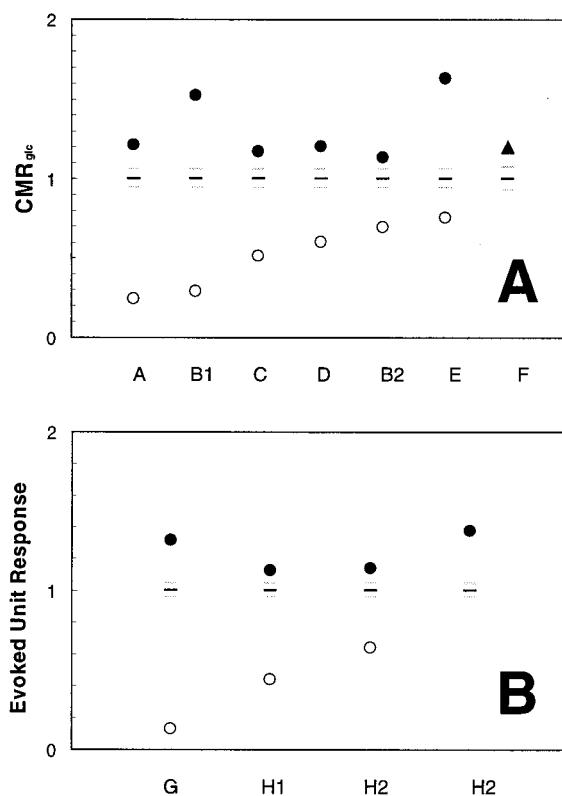 2
CMRglc
1
0
A
A B1 C D B2 E F
2
Evoked Unit Response
1
0
B
G H1 H2 H2